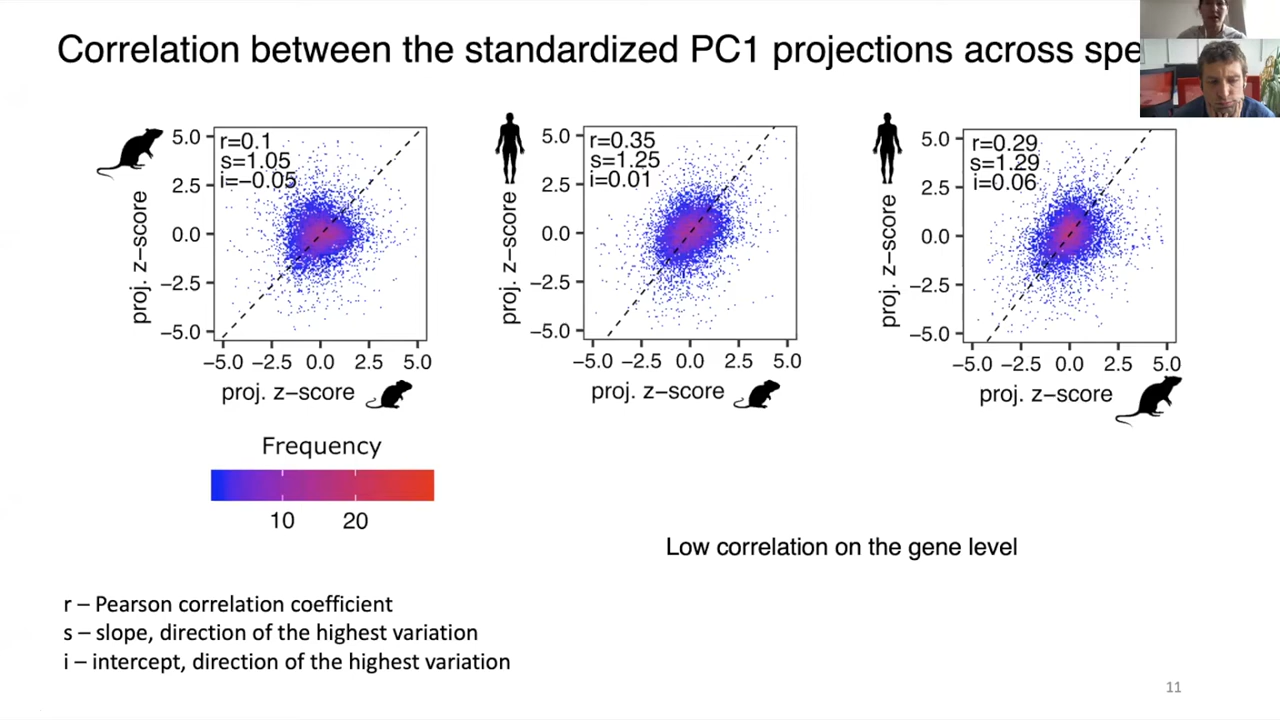 Correlation between the standardized PC1 projections across spe
r=0.1
s=1.05
i=−0.05
5.0
2.5
0.0
−2.5
−5.0
proj. z−score
−5.0 −2.5 0.0 2.5 5.0
proj. z−score
r=0.35
s=1.25
i=0.01
5.0
2.5
0.0
−2.5
−5.0
proj. z−score
−5.0 −2.5 0.0 2.5 5.0
proj. z−score
r=0.29
s=1.29
i=0.06
5.0
2.5
0.0
−2.5
−5.0
proj. z−score
−5.0 −2.5 0.0 2.5 5.0
proj. z−score
Frequency
10 20
Low correlation on the gene level
r – Pearson correlation coefficient
s – slope, direction of the highest variation
i – intercept, direction of the highest variation
11